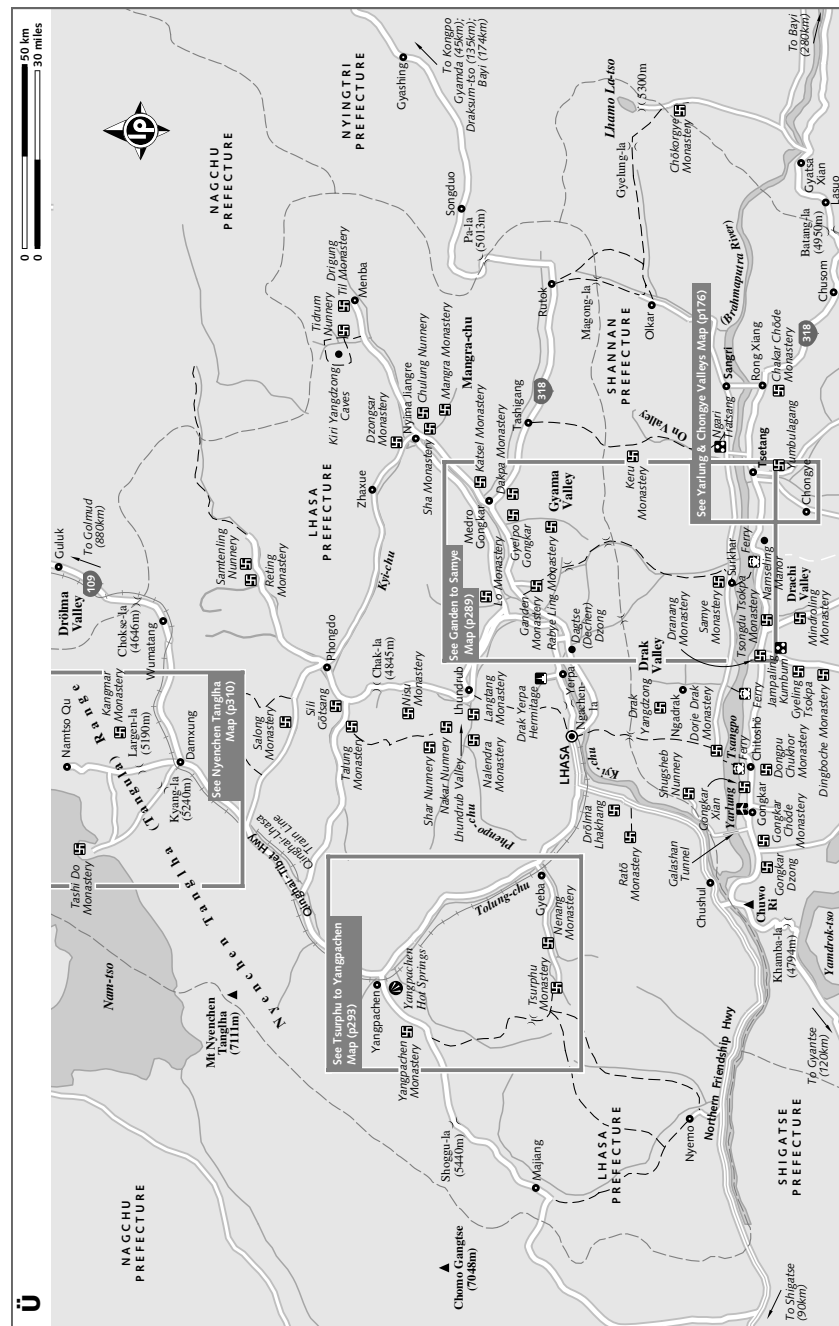 Ü
0
50 km
0
30 miles
NAGCHU
PREFECTURE
Nam-tso
Tashi Do
Monastery
Namtso Qu
Mt Nyenchen
Tanglha
(7111m)
Nyenchen Tanglha (Tangula) Range
Kangmar
Monastery
Largen-la
(5190m)
Kyang-la
(5240m)
Damxung
See Nyenchen Tanglha
Map (p310)
Drölma
Valley
109
Guluk
To Golmud
(880km)
Chokse-la
(4646m)
Wumatang
NAGCHU
PREFECTURE
Samtenling
Nunnery
Reting
Monastery
LHASA
PREFECTURE
Phongdo
Salong
Monastery
Sili
Götsang
Qinghai-Tibet Hwy
Qinghai-Lhasa
Train Line
Talung
Monastery
Chak-la
(4845m)
Kyi-chu
Zhaxue
Kiri Yangdzong
Caves
Tidrum
Nunnery
Drigung
Til Monastery
Menba
Dzongsar
Monastery
Nyima Jiangre
Chulung Nunnery
Mangra Monastery
Mangra-chu
Sha Monastery
NYINGTRI
PREFECTURE
Gyashing
To Kongpo
Gyamda (45km);
Draksum-tso (135km);
Bayi (174km)
Songduo
Pa-la
(5013m)
Chomo Gangtse
(7048m)
Shoggu-la
(5440m)
Majiang
See Tsurphu to Yangpachen
Map (p293)
Yangpachen
Yangpachen
Hot Springs
Yangpachen
Monastery
Tolung-chu
Tsurphu
Monastery
Nenang
Monastery
Gyeba
Nisu
Monastery
Shar Nunnery
Nakar Nunnery
Lhundrub Valley
Lhundrub
Langtang
Monastery
Nalendra
Monastery
Phenpo-chu
See Ganden to Samye
Map (p289)
Lo Monastery
Medro
Gongkar
Katsel Monastery
Dakpa Monastery
Gyelpo
Gongkar
Gyama
Valley
Tashigang
318
Rutok
Ganden
Monastery
Rabye Ling Monastery
Dagtse
(Dechen)
Dzong
Drak Yerpa
Hermitage
Yerpa
Ngachen-
la
LHASA
Kyi-chu
Drölma
Lhakhang
Ratö
Monastery
LHASA
PREFECTURE
Nyemo
Northern Friendship Hwy
SHIGATSE
PREFECTURE
To Shigatse
(90km)
To Gyantse
(120km)
Chushul
Galashan
Tunnel
Chuwo
Ri
Khamba-la
(4794m)
Yamdrok-tso
Gongkar
Xian
Shugsheb
Nunnery
Yarlung Tsangpo
Gongkar
Gongkar
Chöde
Monastery
Gongkar
Dzong
Ferry
Chitoshö
Dongpu
Chukhor
Monastery
Dorje Drak
Monastery
Drak
Yangdzong
Ngadrak
Drak
Valley
Ferry
Dingboche Monastery
Gyeling
Tsokpa
Jampaling
Kumbum
Dranang
Monastery
Tsongdu Tsokpa
Monastery
Samye
Monastery
Surkhar
Ferry
Namseling
Manor
Drachi
Valley
Mindroling
Monastery
Keru
Monastery
On Valley
SHANNAN
PREFECTURE
See Yarlung & Chongye Valleys Map (p176)
Ngari
Tratsang
Tsetang
Yumbulagang
Chongye
Sangri
Rong Xiang
Chakar Chöde
Monastery
318
(Brahmaputra River)
Olkar
Magong-la
Gyelung-la
Lhamo La-tso
5300m
Chökorgye
Monastery
Chusom
Batang-la
(4950m)
Lasuo
Gyatsa
Xian
To Bayi
(280km)